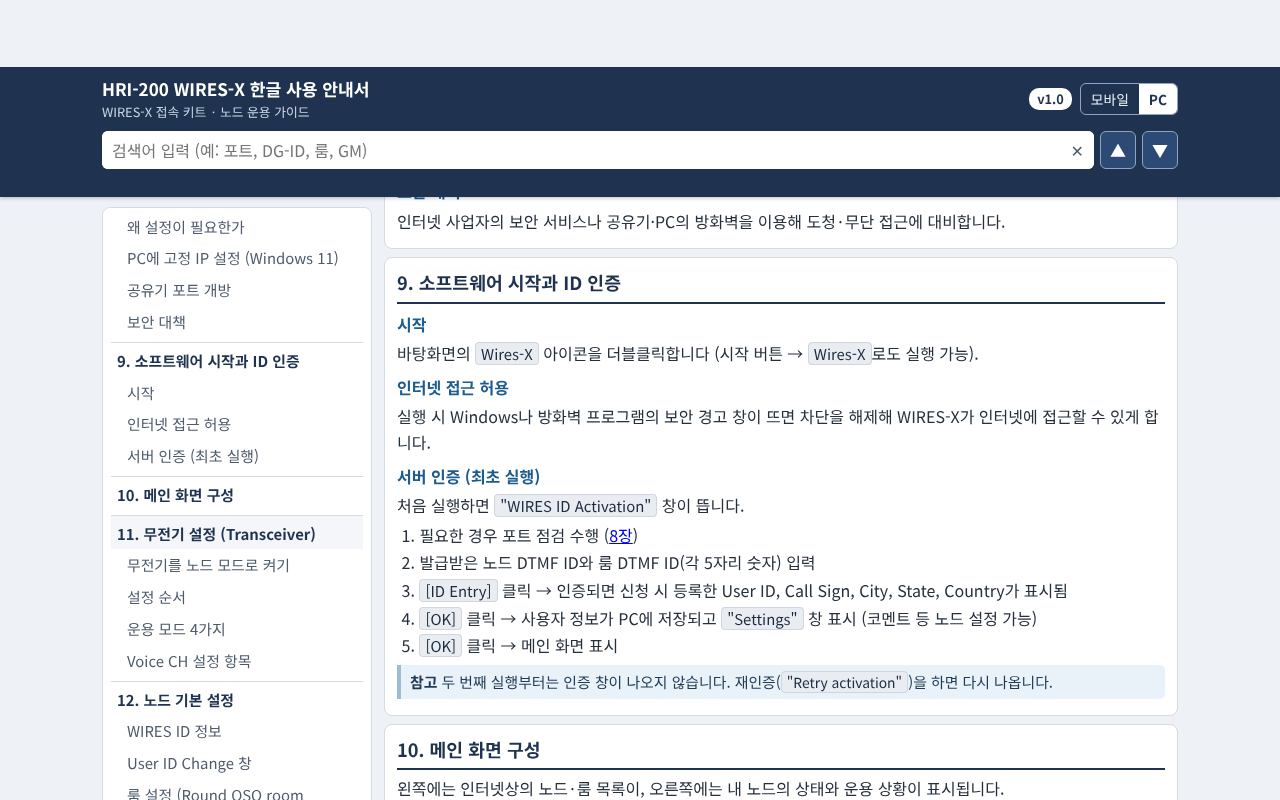 HRI-200 WIRES-X 한글 사용 안내서
WIRES-X 접속 키트 · 노드 운용 가이드
v1.0
모바일
PC
검색어 입력 (예: 포트, DG-ID, 룸, GM)
×
▲
▼
왜 설정이 필요한가
PC에 고정 IP 설정 (Windows 11)
공유기 포트 개방
보안 대책
9. 소프트웨어 시작과 ID 인증
시작
인터넷 접근 허용
서버 인증 (최초 실행)
10. 메인 화면 구성
11. 무전기 설정 (Transceiver)
무전기를 노드 모드로 켜기
설정 순서
운용 모드 4가지
Voice CH 설정 항목
12. 노드 기본 설정
WIRES ID 정보
User ID Change 창
룸 설정 (Round QSO room
인터넷 사업자의 보안 서비스나 공유기·PC의 방화벽을 이용해 도청·무단 접근에 대비합니다.
9. 소프트웨어 시작과 ID 인증
시작
바탕화면의 Wires-X 아이콘을 더블클릭합니다 (시작 버튼 → Wires-X로도 실행 가능).
인터넷 접근 허용
실행 시 Windows나 방화벽 프로그램의 보안 경고 창이 뜨면 차단을 해제해 WIRES-X가 인터넷에 접근할 수 있게 합
니다.
서버 인증 (최초 실행)
처음 실행하면 "WIRES ID Activation" 창이 뜹니다.
1. 필요한 경우 포트 점검 수행 (8장)
2. 발급받은 노드 DTMF ID와 룸 DTMF ID(각 5자리 숫자) 입력
3. [ID Entry] 클릭 → 인증되면 신청 시 등록한 User ID, Call Sign, City, State, Country가 표시됨
4. [OK] 클릭 → 사용자 정보가 PC에 저장되고 "Settings" 창 표시 (코멘트 등 노드 설정 가능)
5. [OK] 클릭 → 메인 화면 표시
참고 두 번째 실행부터는 인증 창이 나오지 않습니다. 재인증("Retry activation")을 하면 다시 나옵니다.
10. 메인 화면 구성
왼쪽에는 인터넷상의 노드·룸 목록이, 오른쪽에는 내 노드의 상태와 운용 상황이 표시됩니다.